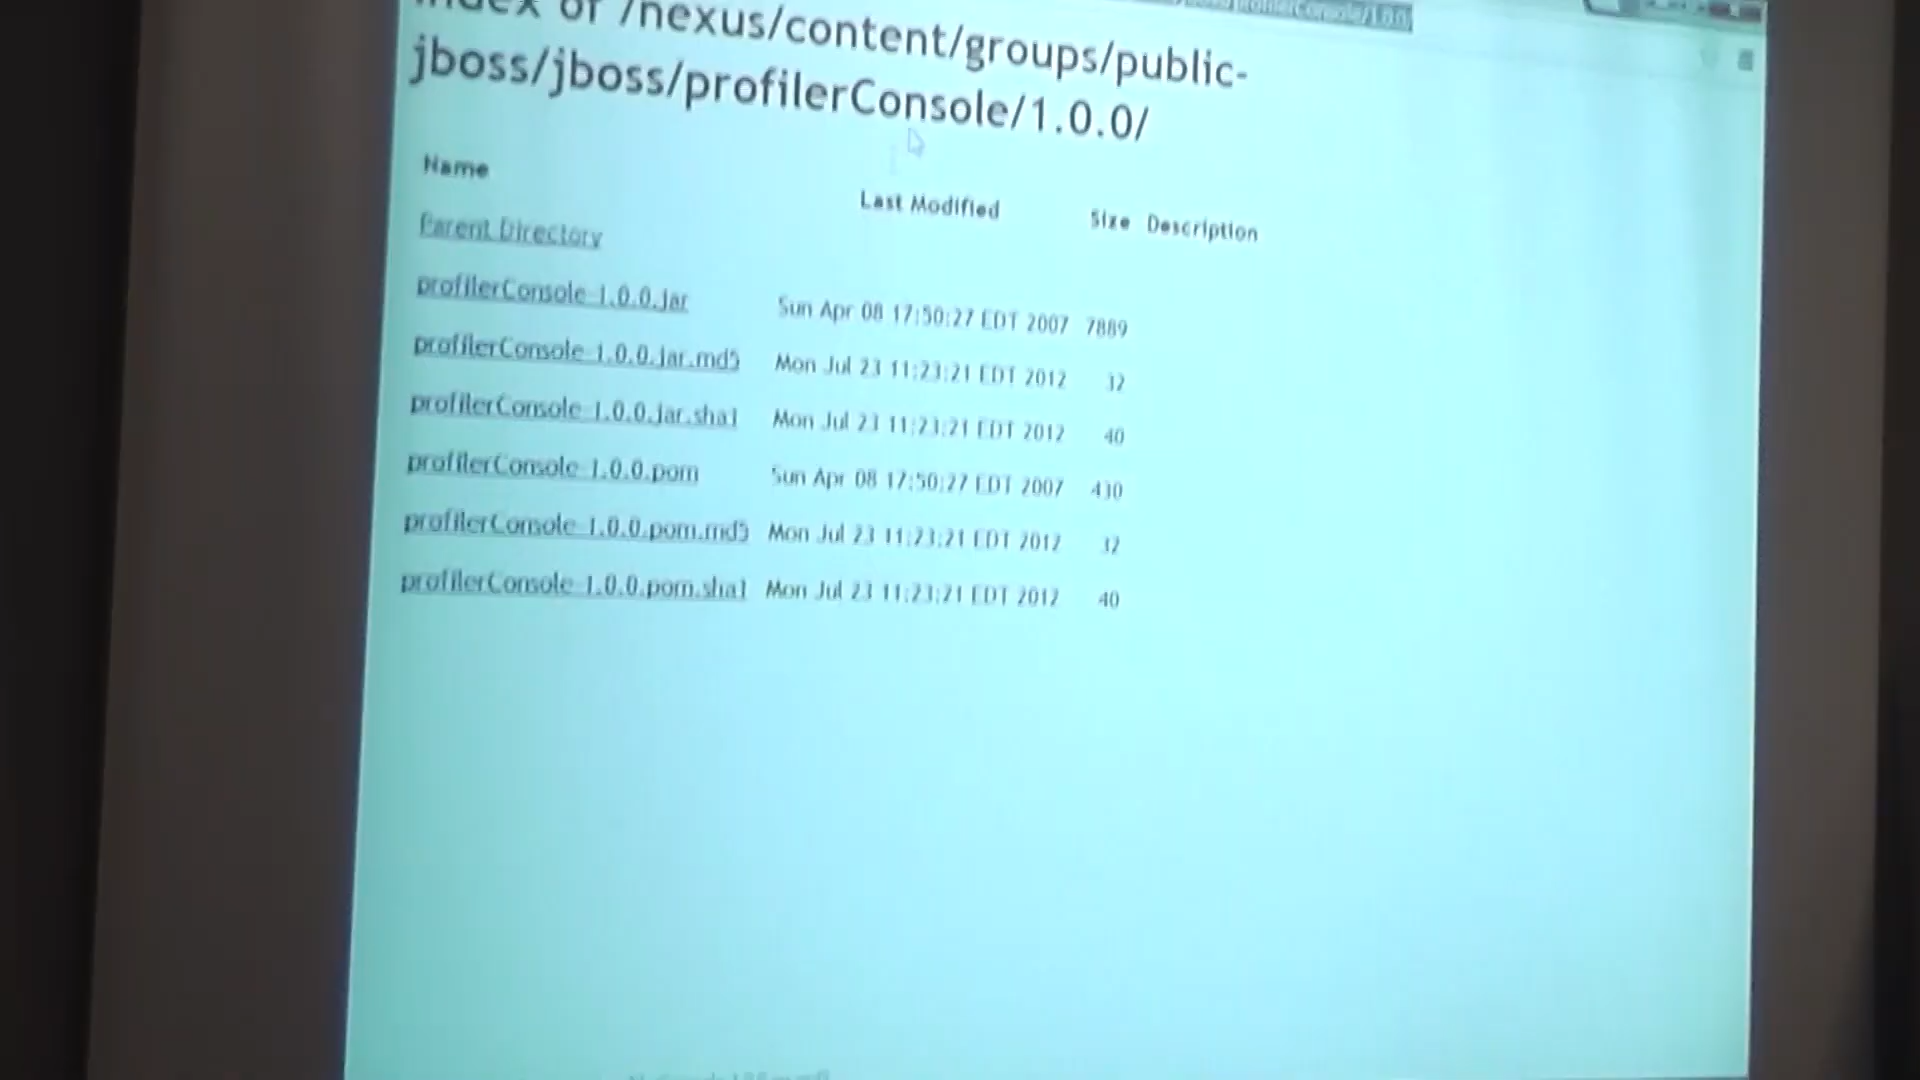 Index of /nexus/content/groups/public-
jboss/jboss/profilerConsole/1.0.0/
Name Last Modified Size Description
Parent Directory
profilerConsole-1.0.0.jar Sun Apr 08 17:50:27 EDT 2007 7889
profilerConsole-1.0.0.jar.md5 Mon Jul 23 11:23:21 EDT 2012 32
profilerConsole-1.0.0.jar.sha1 Mon Jul 23 11:23:21 EDT 2012 40
profilerConsole-1.0.0.pom Sun Apr 08 17:50:27 EDT 2007 430
profilerConsole-1.0.0.pom.md5 Mon Jul 23 11:23:21 EDT 2012 32
profilerConsole-1.0.0.pom.sha1 Mon Jul 23 11:23:21 EDT 2012 40